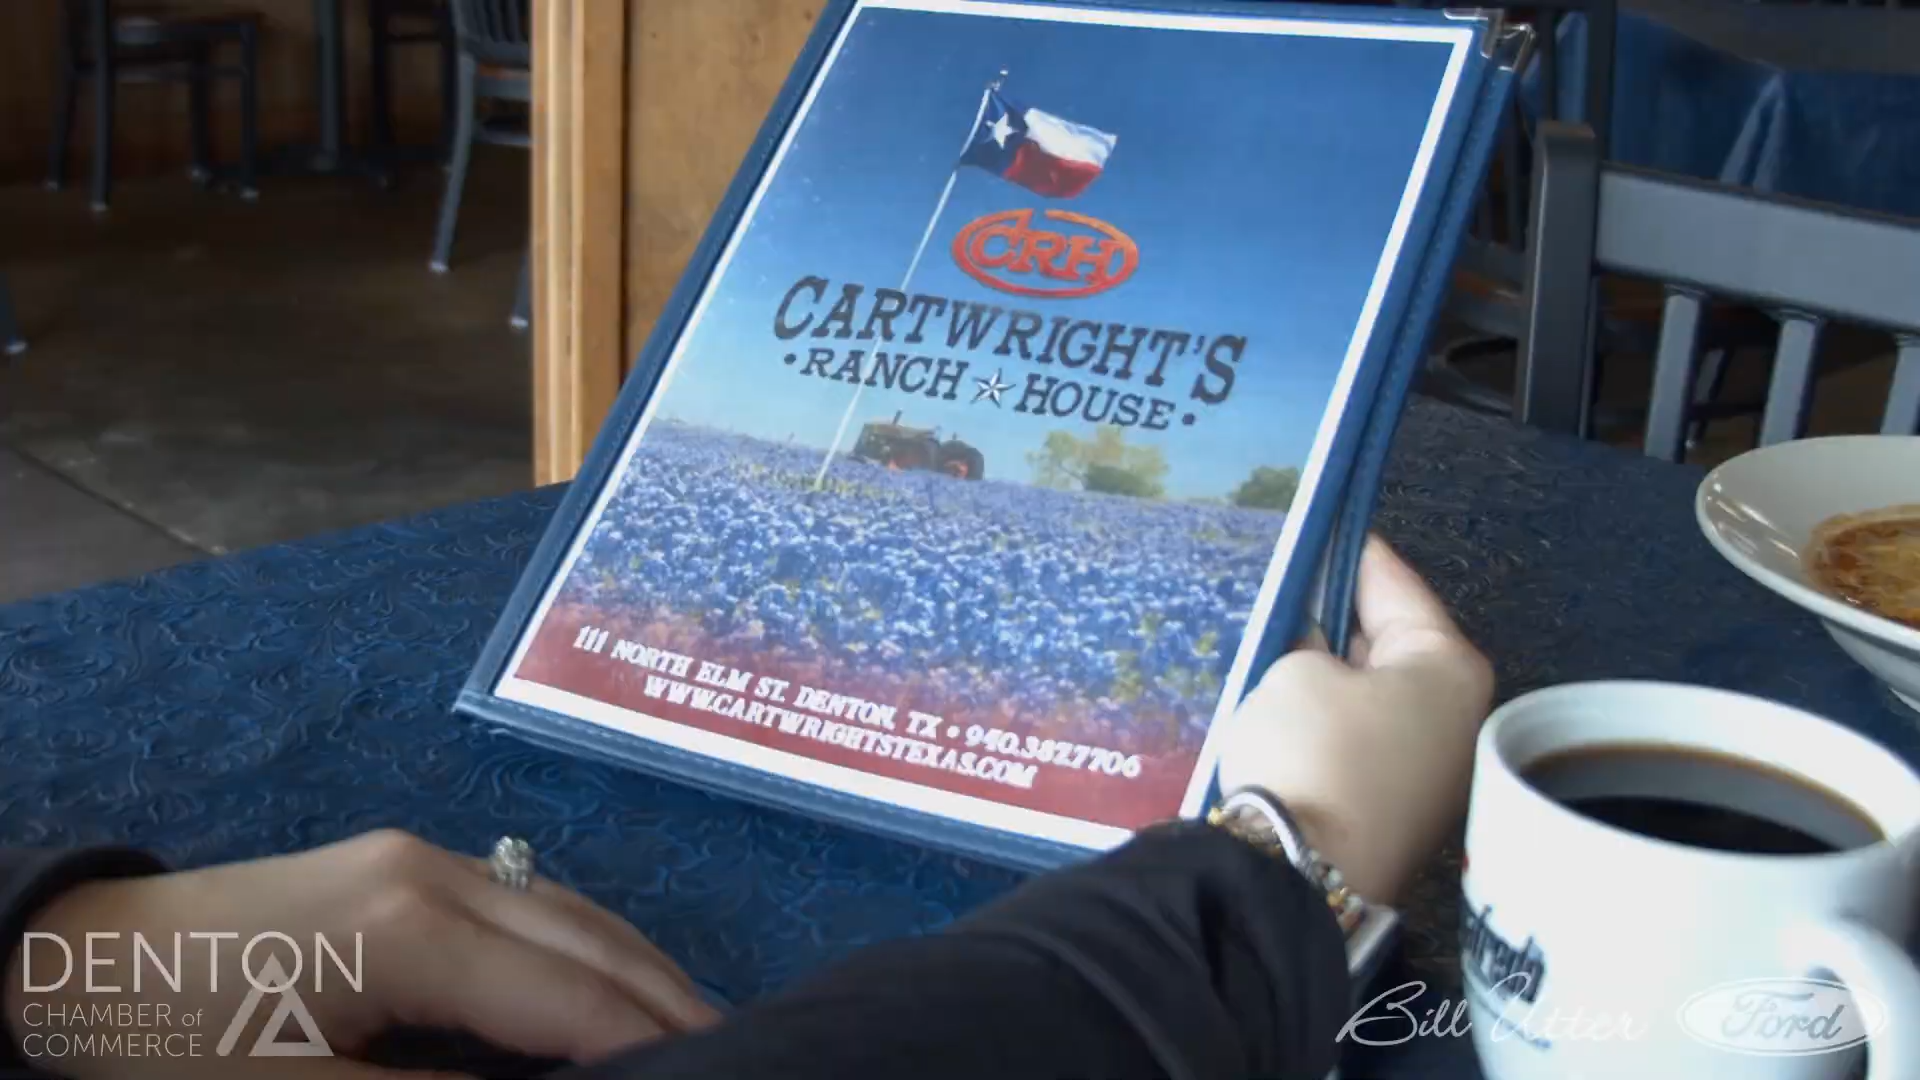 CRH
CARTWRIGHT'S
•RANCH HOUSE•
111 NORTH ELM ST. DENTON, TX • 940.382.7706
WWW.CARTWRIGHTSTEXAS.COM
DENTON
CHAMBER of
COMMERCE
Bill Utter
Ford